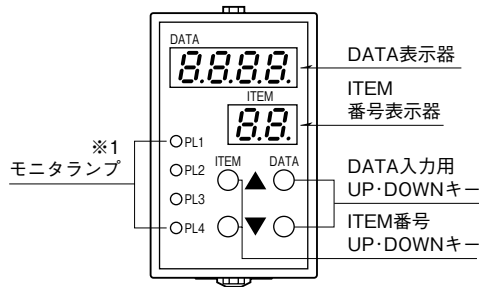 DATA
8.8.8.8.
DATA表示器
ITEM
8.8.
ITEM
番号表示器
※1
モニタランプ
PL1
PL2
PL3
PL4
ITEM
DATA
DATA入力用
UP･DOWNキー
ITEM番号
UP･DOWNキー